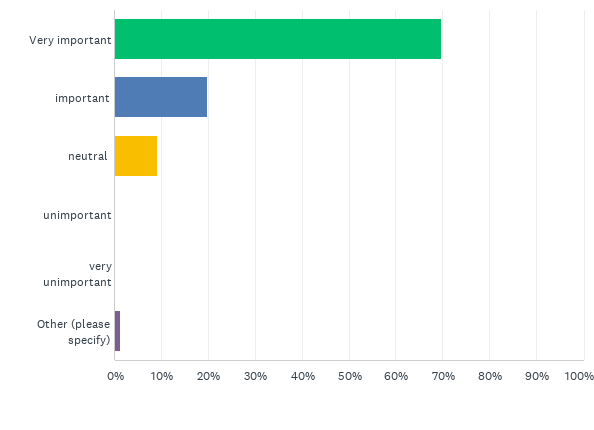 Very important
important
neutral
unimportant
very
unimportant
Other (please
specify)
0% 10% 20% 30% 40% 50% 60% 70% 80% 90% 100%